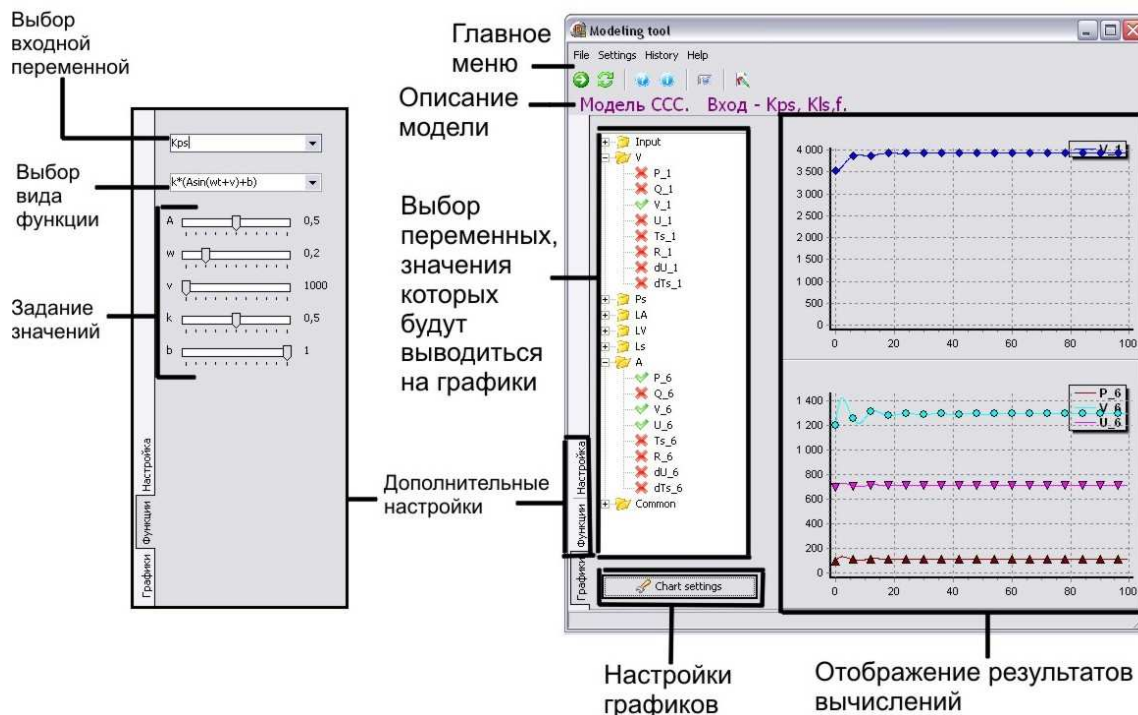 Выбор
входной
переменной
Выбор
вида
функции
Задание
значений
Kps
k*(Asin(wt+v)+b)
A 0,5
w 0,2
v 1000
k 0,5
b 1
Настройка
Функции
Графики
Главное
меню
Описание
модели
Выбор
переменных,
значения
которых
будут
выводиться
на графики
Дополнительные
настройки
Modeling tool
File Settings History Help
Модель ССС. Вход - Kps, Kls,f.
Input
V
P_1
Q_1
V_1
U_1
Ts_1
R_1
dU_1
dTs_1
Ps
LA
LV
Ls
A
P_6
Q_6
V_6
U_6
Ts_6
R_6
dU_6
dTs_6
Common
Настройка
Функции
Графики
Chart settings
V_1
4 000
3 500
3 000
2 500
2 000
1 500
1 000
500
0
0 20 40 60 80 100
P_6
V_6
U_6
1 400
1 200
1 000
800
600
400
200
0
0 20 40 60 80 100
Настройки
графиков
Отображение результатов
вычислений